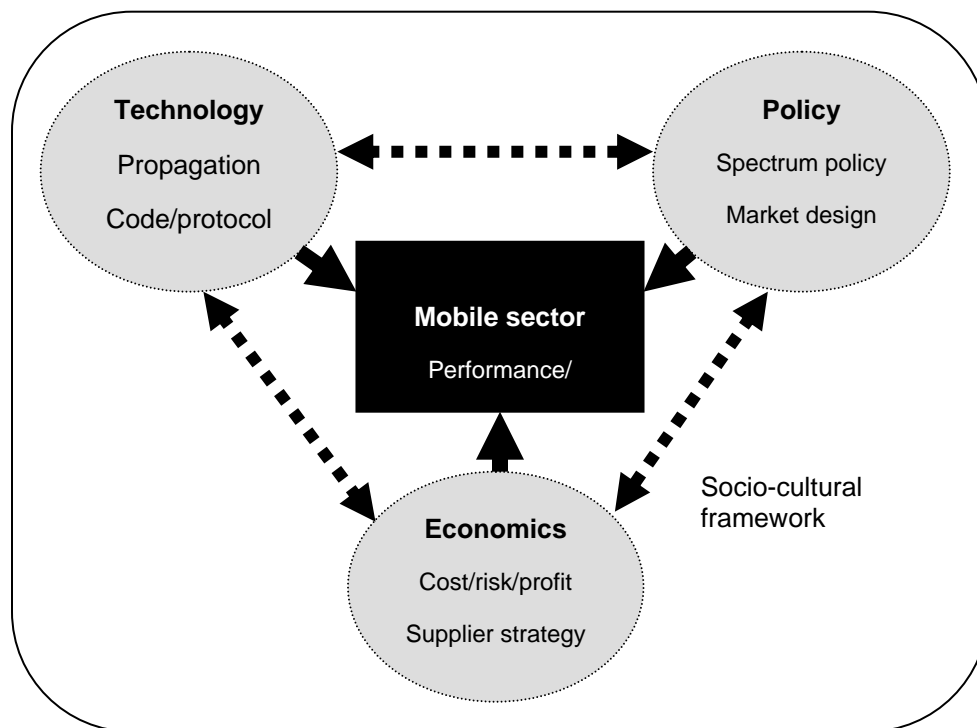 Technology
Propagation
Code/protocol
Policy
Spectrum policy
Market design
Mobile sector
Performance/
Economics
Cost/risk/profit
Supplier strategy
Socio-cultural
framework